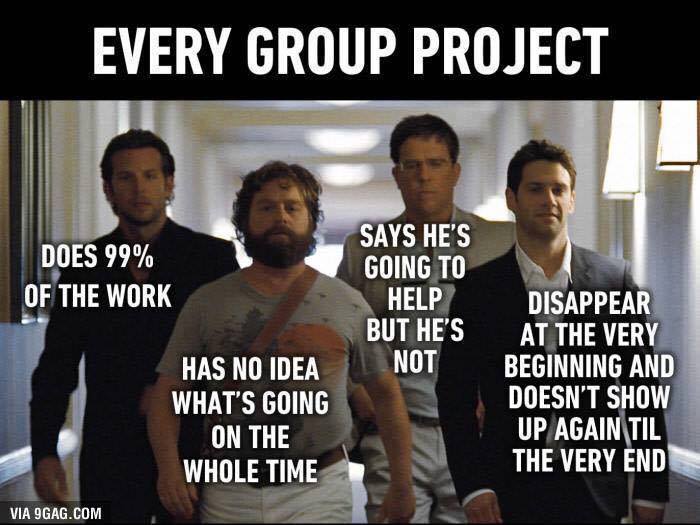 EVERY GROUP PROJECT
DOES 99%
OF THE WORK
HAS NO IDEA
WHAT'S GOING
ON THE
WHOLE TIME
SAYS HE'S
GOING TO
HELP
BUT HE'S
NOT
DISAPPEAR
AT THE VERY
BEGINNING AND
DOESN'T SHOW
UP AGAIN TIL
THE VERY END
VIA 9GAG.COM